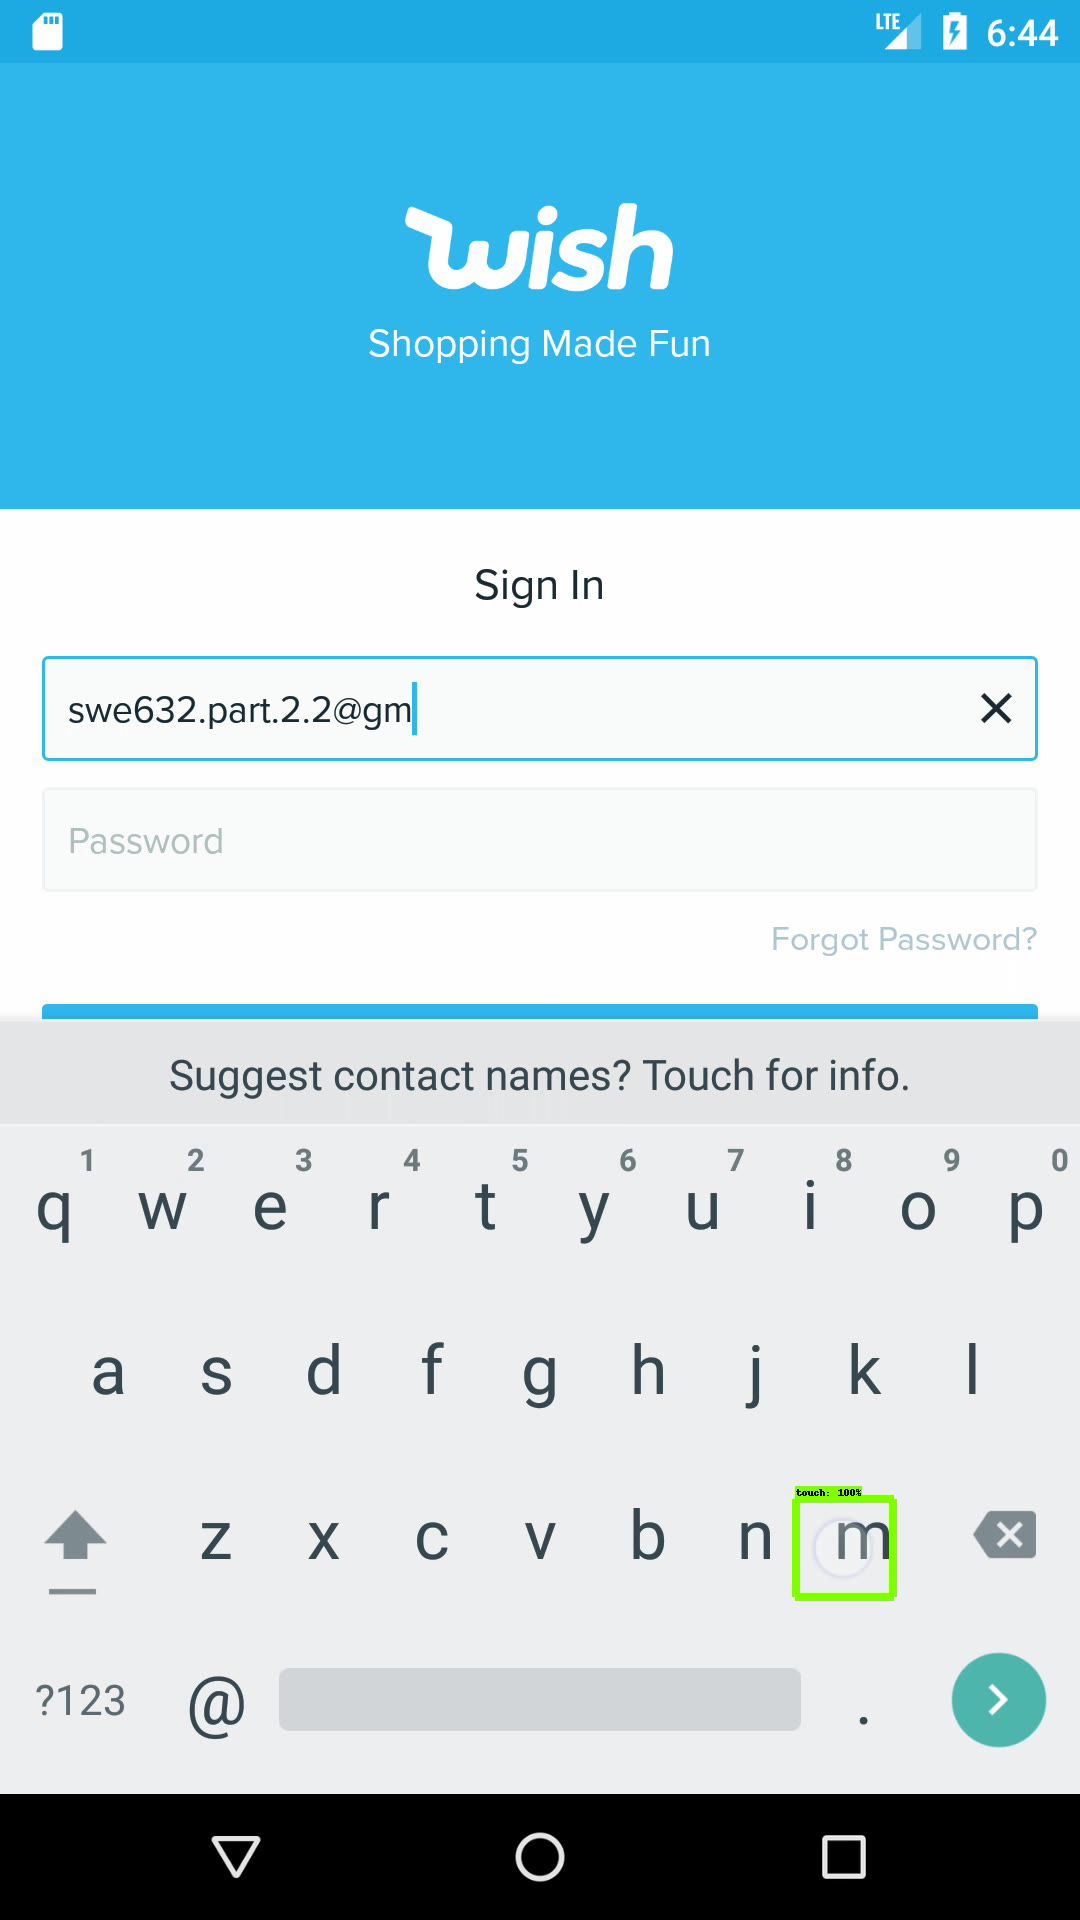 LTE 6:44
wish
Shopping Made Fun
Sign In
swe632.part.2.2@gm
Password
Forgot Password?
Suggest contact names? Touch for info.
1 2 3 4 5 6 7 8 9 0
q w e r t y u i o p
a s d f g h j k l
touch: 100%
z x c v b n m
?123 @ .